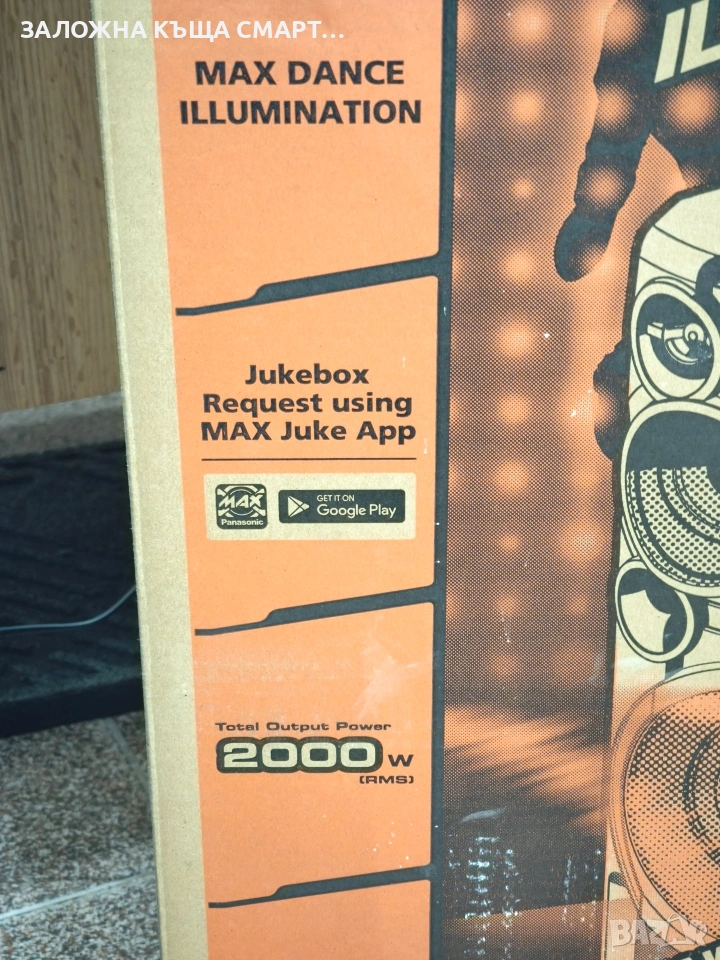 ЗАЛОЖНА КЪЩА СМАРТ...
MAX DANCE
ILLUMINATION
Jukebox
Request using
MAX Juke App
MAX
Panasonic
GET IT ON
Google Play
Total Output Power
2000 W
(RMS)
BAZAR